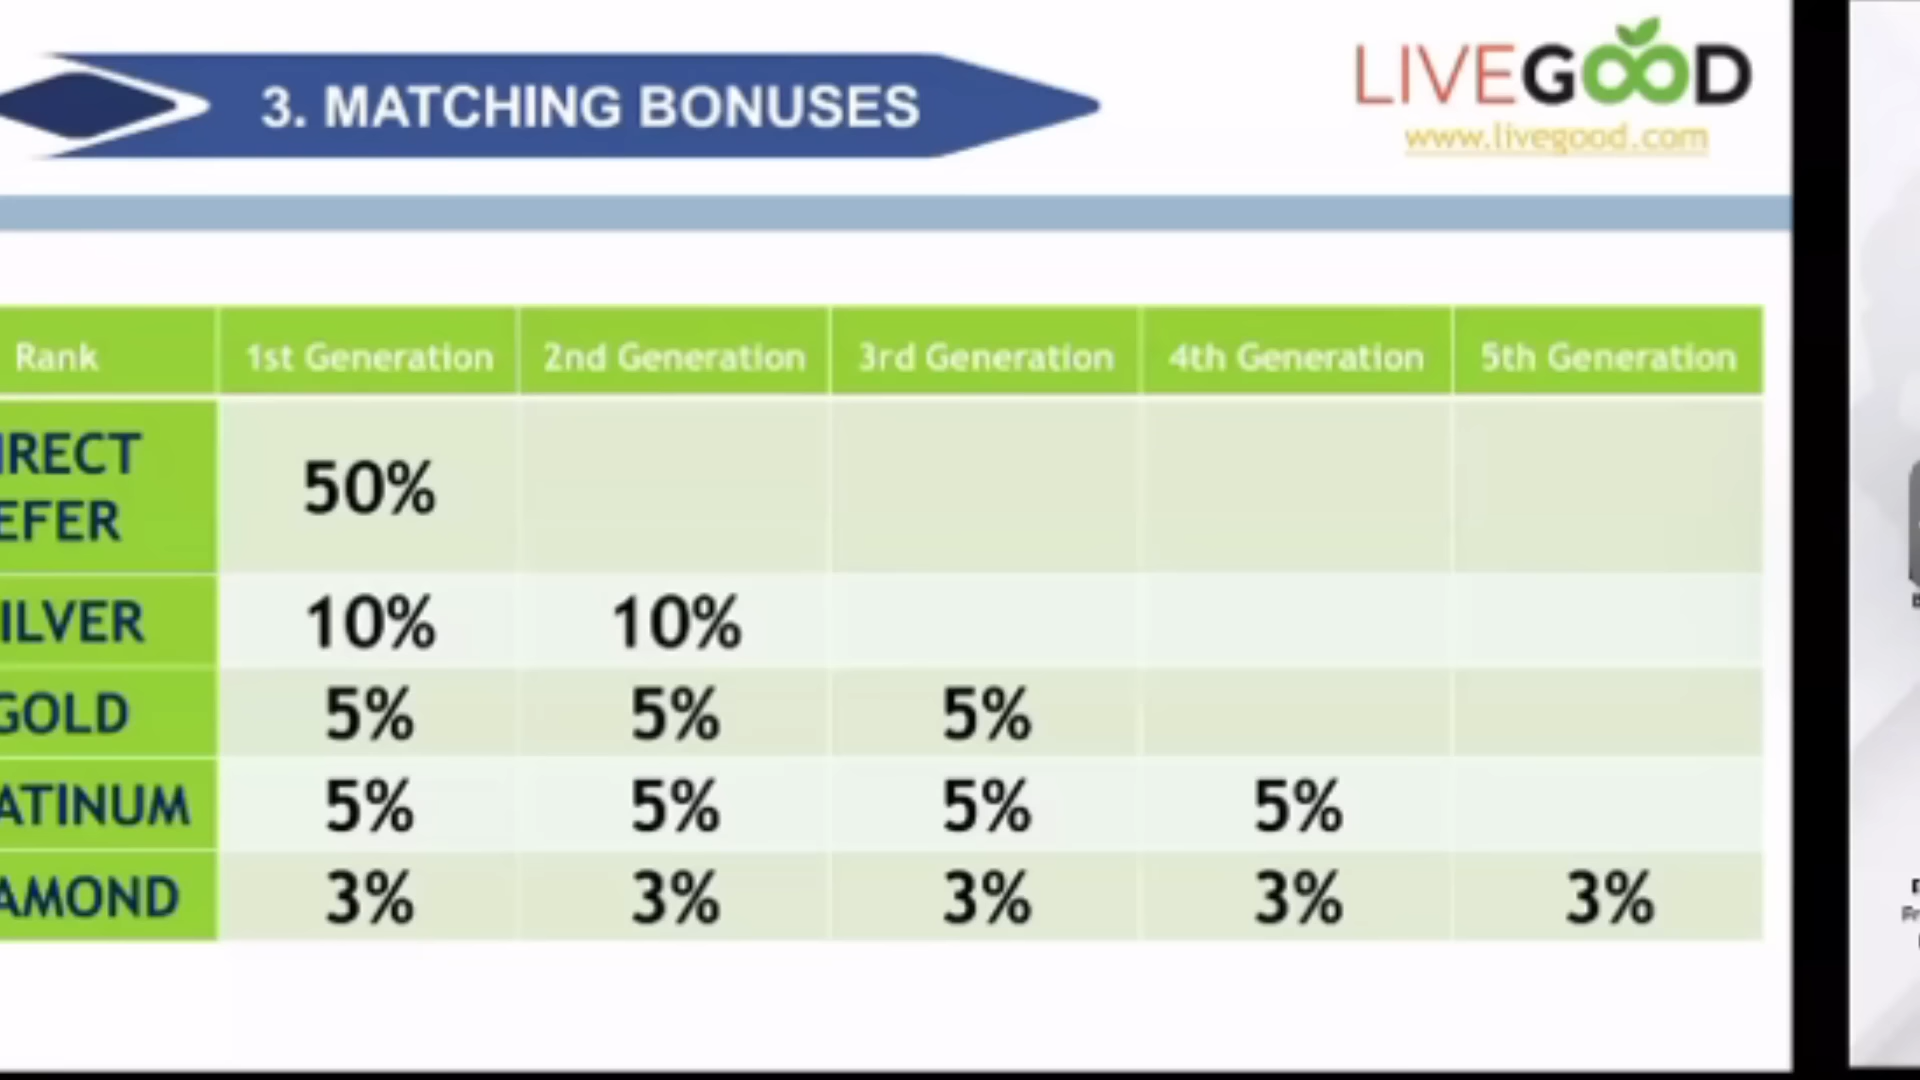 3. MATCHING BONUSES
LIVEGOOD
www.livegood.com
Rank 1st Generation 2nd Generation 3rd Generation 4th Generation 5th Generation
IRECT
EFER
50%
ILVER 10% 10%
GOLD 5% 5% 5%
ATINUM 5% 5% 5% 5%
AMOND 3% 3% 3% 3% 3%